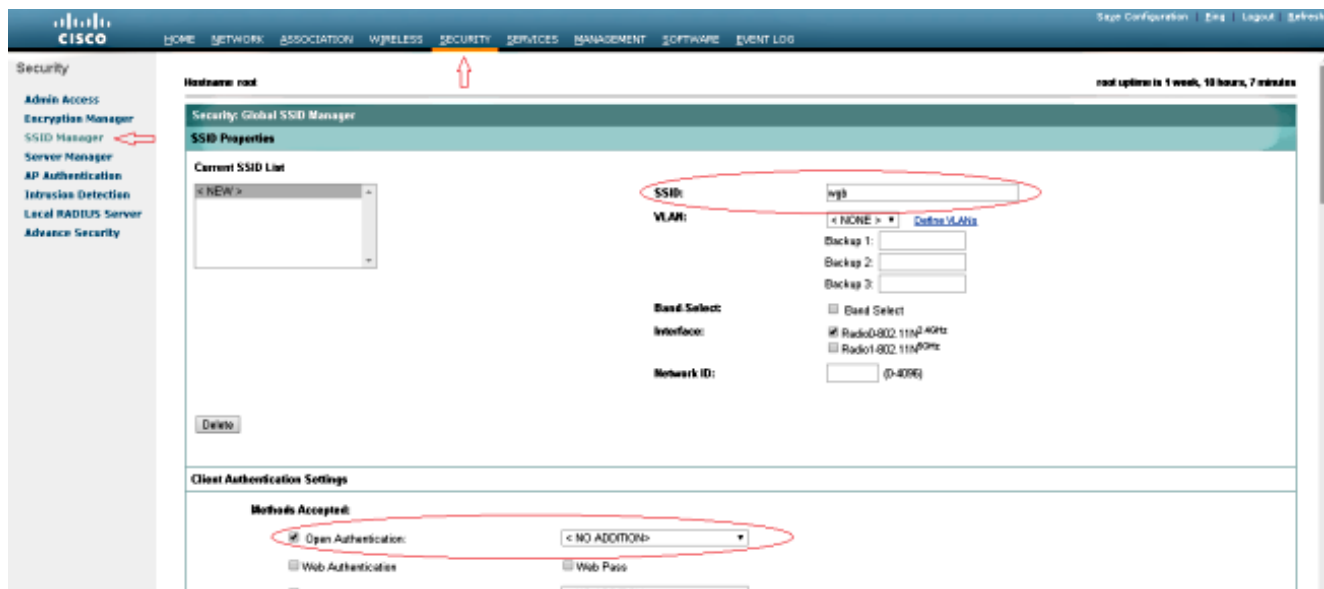 Save Configuration | Ping | Logout | Refresh
CISCO
HOME NETWORK ASSOCIATION WIRELESS SECURITY SERVICES MANAGEMENT SOFTWARE EVENT LOG
Security
Admin Access
Encryption Manager
SSID Manager
Server Manager
AP Authentication
Intrusion Detection
Local RADIUS Server
Advance Security
Hostname root
root uptime is 1 week, 10 hours, 7 minutes
Security: Global SSID Manager
SSID Properties
Current SSID List
< NEW >
SSID: wgb
VLAN: < NONE > Define VLANs
Backup 1:
Backup 2:
Backup 3:
Band-Select: Band Select
Interface: Radio0-802.11N2.4GHz
Radio1-802.11N5GHz
Network ID: (0-4096)
Delete
Client Authentication Settings
Methods Accepted:
Open Authentication: < NO ADDITION>
Web Authentication Web Pass